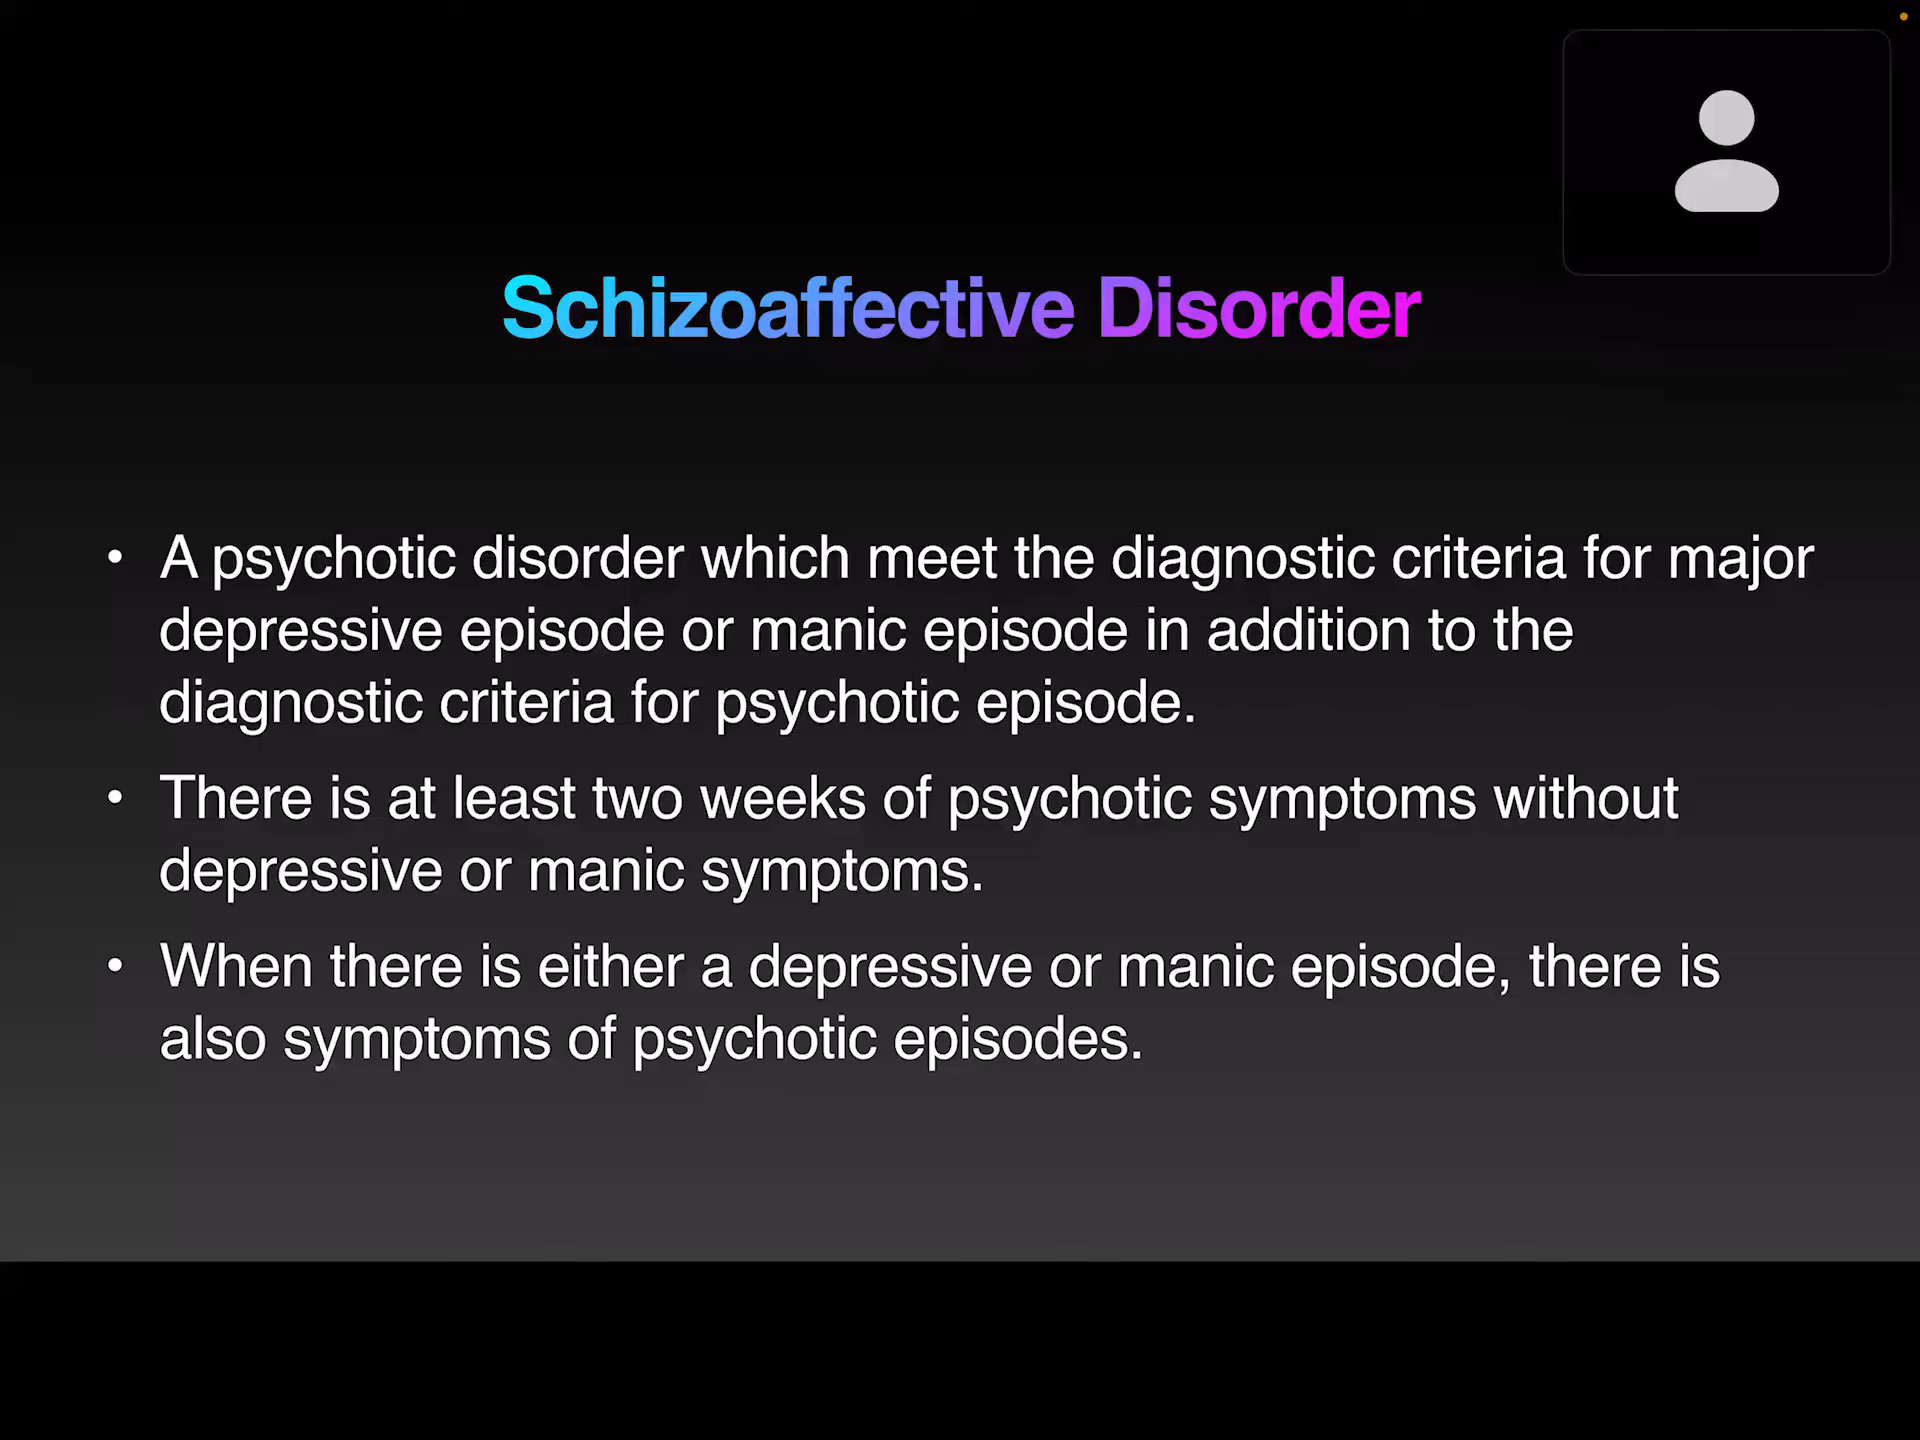 Schizoaffective Disorder
• A psychotic disorder which meet the diagnostic criteria for major
depressive episode or manic episode in addition to the
diagnostic criteria for psychotic episode.
• There is at least two weeks of psychotic symptoms without
depressive or manic symptoms.
• When there is either a depressive or manic episode, there is
also symptoms of psychotic episodes.